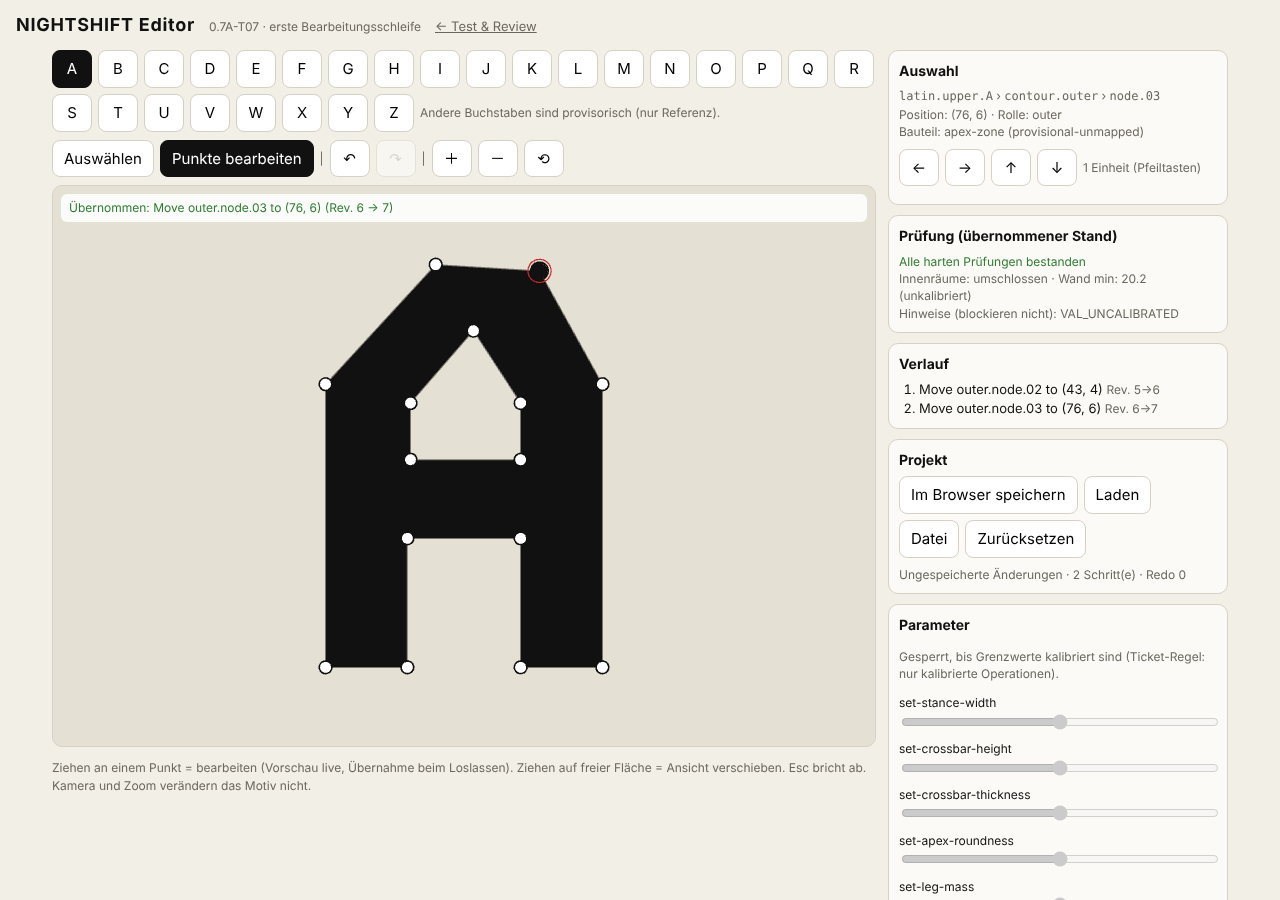 NIGHTSHIFT Editor 0.7A-T07 · erste Bearbeitungsschleife ← Test & Review
A B C D E F G H I J K L M N O P Q R
S T U V W X Y Z Andere Buchstaben sind provisorisch (nur Referenz).
Auswählen Punkte bearbeiten | ↶ ↷ | + − ⟲
Übernommen: Move outer.node.03 to (76, 6) (Rev. 6 → 7)
Ziehen an einem Punkt = bearbeiten (Vorschau live, Übernahme beim Loslassen). Ziehen auf freier Fläche = Ansicht verschieben. Esc bricht ab.
Kamera und Zoom verändern das Motiv nicht.
Auswahl
latin.upper.A › contour.outer › node.03
Position: (76, 6) · Rolle: outer
Bauteil: apex-zone (provisional-unmapped)
← → ↑ ↓ 1 Einheit (Pfeiltasten)
Prüfung (übernommener Stand)
Alle harten Prüfungen bestanden
Innenräume: umschlossen · Wand min: 20.2
(unkalibriert)
Hinweise (blockieren nicht): VAL_UNCALIBRATED
Verlauf
1. Move outer.node.02 to (43, 4) Rev. 5→6
2. Move outer.node.03 to (76, 6) Rev. 6→7
Projekt
Im Browser speichern Laden
Datei Zurücksetzen
Ungespeicherte Änderungen · 2 Schritt(e) · Redo 0
Parameter
Gesperrt, bis Grenzwerte kalibriert sind (Ticket-Regel:
nur kalibrierte Operationen).
set-stance-width
set-crossbar-height
set-crossbar-thickness
set-apex-roundness
set-leg-mass